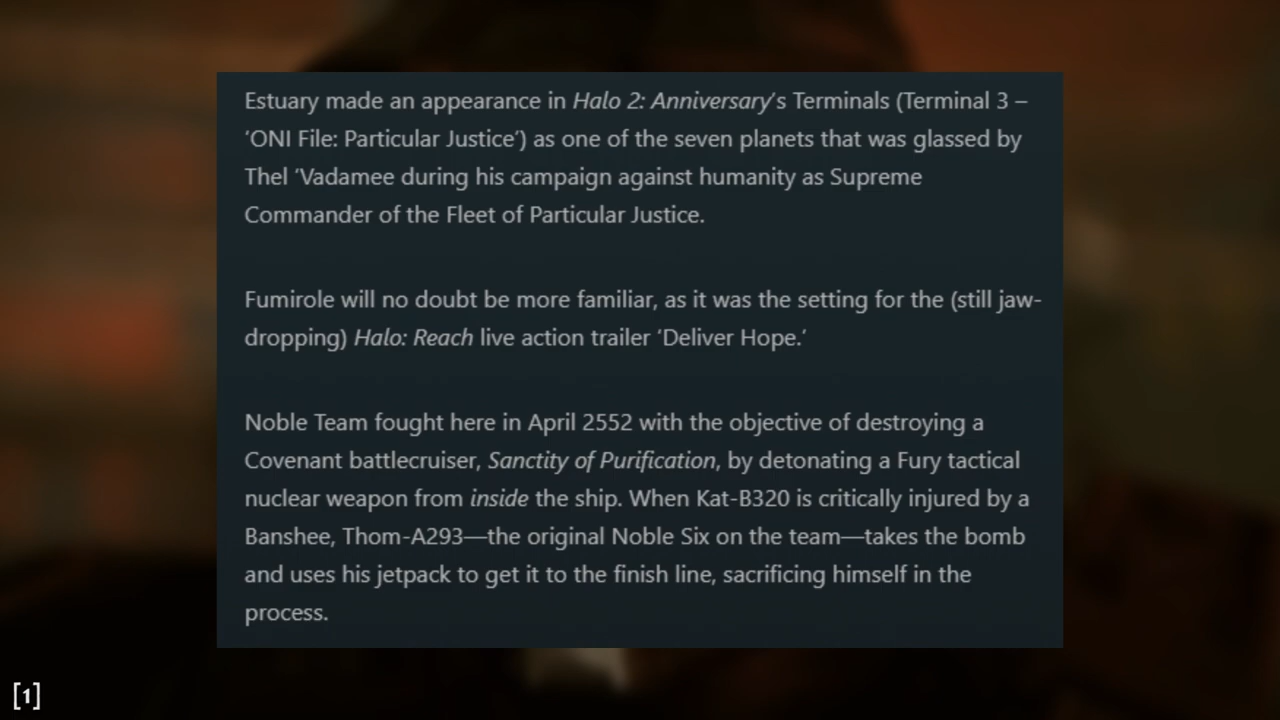 Estuary made an appearance in Halo 2: Anniversary's Terminals (Terminal 3 –
'ONI File: Particular Justice') as one of the seven planets that was glassed by
Thel 'Vadamee during his campaign against humanity as Supreme
Commander of the Fleet of Particular Justice.
Fumirole will no doubt be more familiar, as it was the setting for the (still jaw-
dropping) Halo: Reach live action trailer 'Deliver Hope.'
Noble Team fought here in April 2552 with the objective of destroying a
Covenant battlecruiser, Sanctity of Purification, by detonating a Fury tactical
nuclear weapon from inside the ship. When Kat-B320 is critically injured by a
Banshee, Thom-A293—the original Noble Six on the team—takes the bomb
and uses his jetpack to get it to the finish line, sacrificing himself in the
process.
[1]